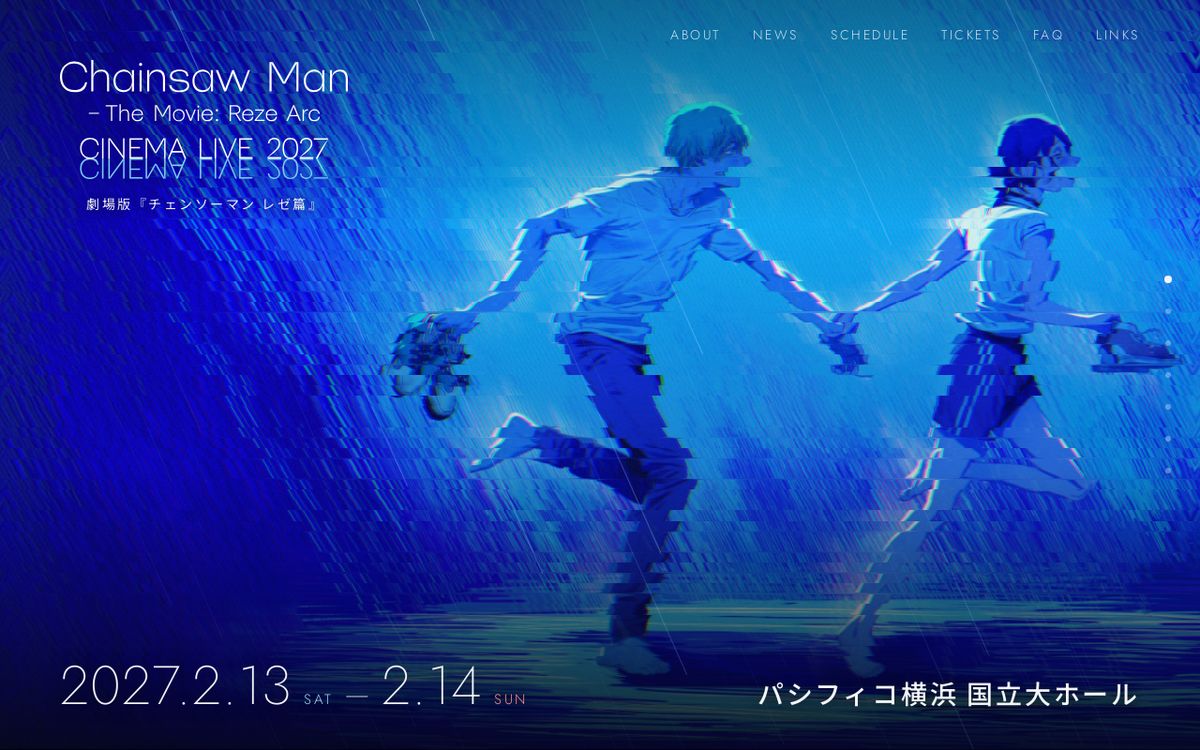 ABOUT NEWS SCHEDULE TICKETS FAQ LINKS
Chainsaw Man
– The Movie: Reze Arc
CINEMA LIVE 2027
劇場版『チェンソーマン レゼ篇』
2027.2.13 SAT — 2.14 SUN
パシフィコ横浜 国立大ホール